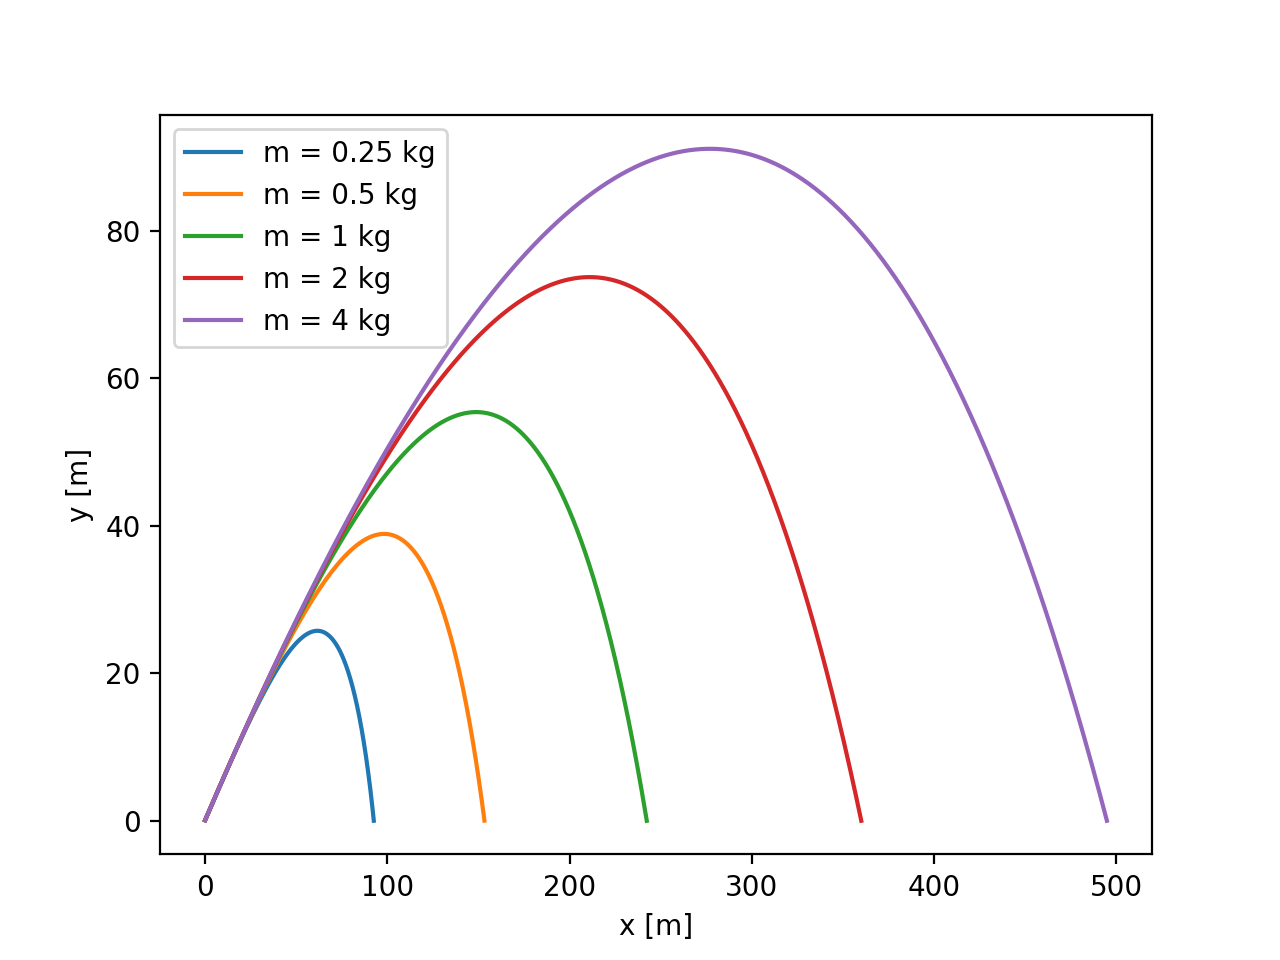 m = 0.25 kg
m = 0.5 kg
m = 1 kg
m = 2 kg
m = 4 kg
80
60
40
20
0
y [m]
0 100 200 300 400 500
x [m]